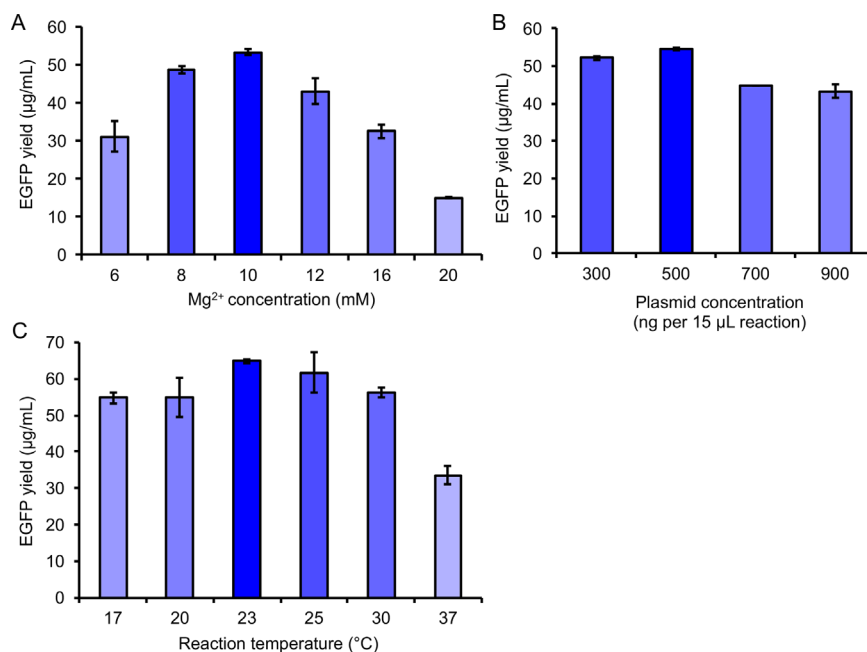 A
EGFP yield (µg/mL)
60
50
40
30
20
10
0
6 8 10 12 16 20
Mg²⁺ concentration (mM)
B
EGFP yield (µg/mL)
60
50
40
30
20
10
0
300 500 700 900
Plasmid concentration
(ng per 15 µL reaction)
C
EGFP yield (µg/mL)
70
60
50
40
30
20
10
0
17 20 23 25 30 37
Reaction temperature (°C)